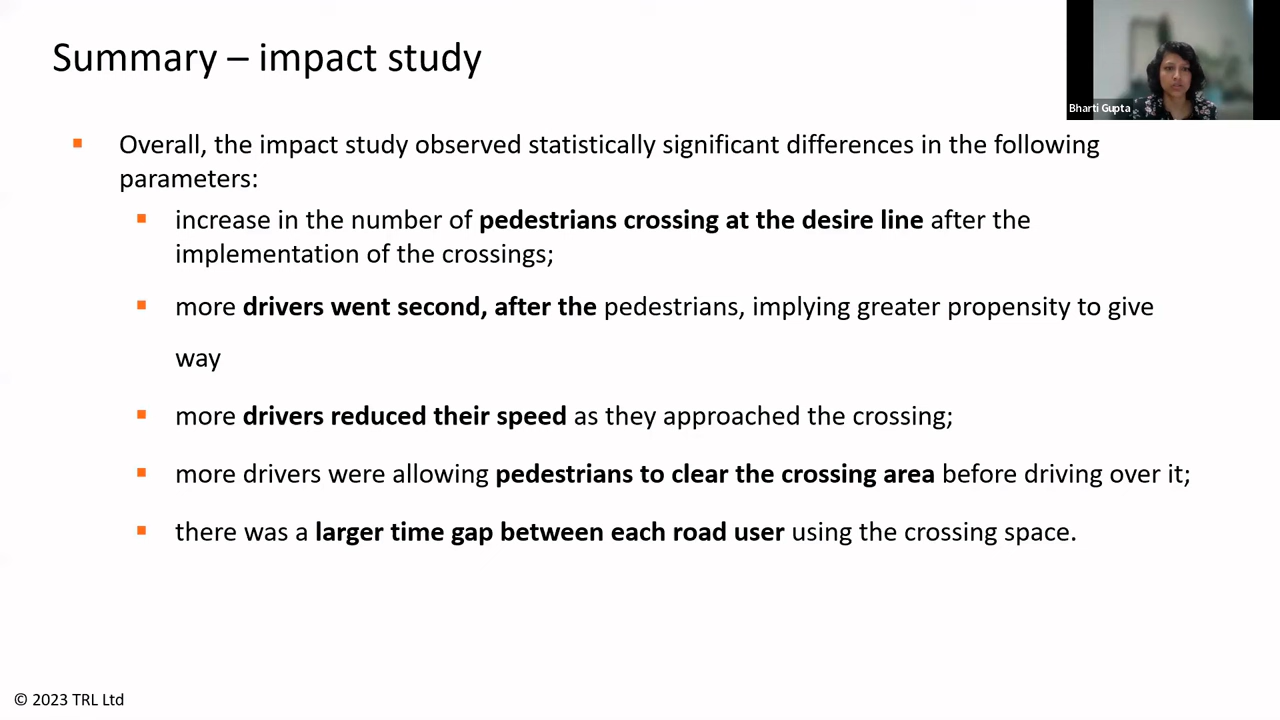 Summary – impact study
Bharti Gupta
Overall, the impact study observed statistically significant differences in the following
parameters:
increase in the number of pedestrians crossing at the desire line after the
implementation of the crossings;
more drivers went second, after the pedestrians, implying greater propensity to give
way
more drivers reduced their speed as they approached the crossing;
more drivers were allowing pedestrians to clear the crossing area before driving over it;
there was a larger time gap between each road user using the crossing space.
© 2023 TRL Ltd